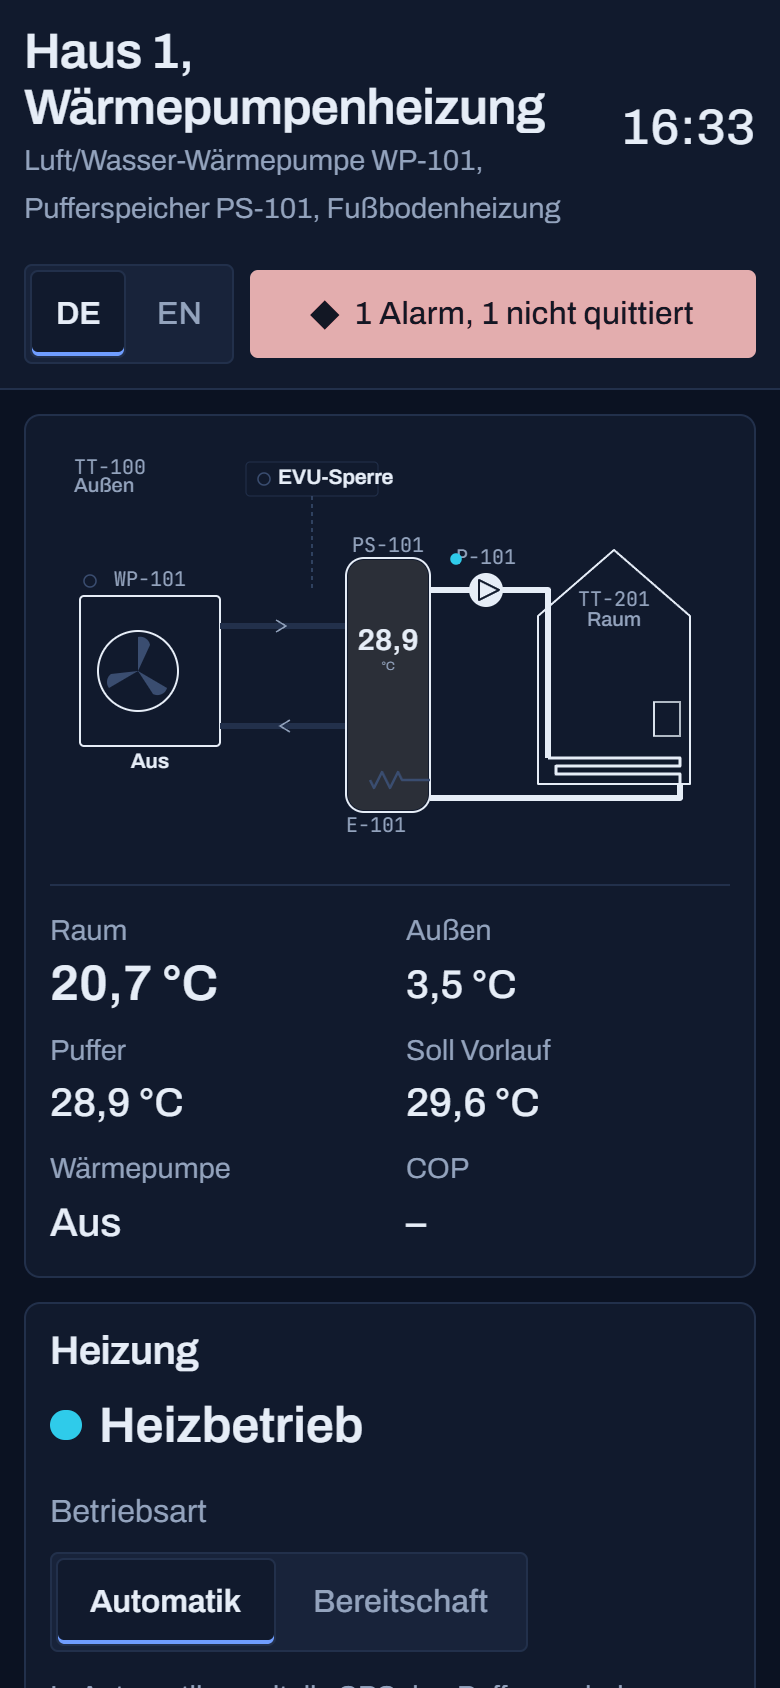 Haus 1,
Wärmepumpenheizung
16:33
Luft/Wasser-Wärmepumpe WP-101,
Pufferspeicher PS-101, Fußbodenheizung
DE EN
1 Alarm, 1 nicht quittiert
TT-100
Außen
EVU-Sperre
PS-101
P-101
WP-101
TT-201
Raum
28,9
°C
Aus
E-101
Raum Außen
20,7 °C 3,5 °C
Puffer Soll Vorlauf
28,9 °C 29,6 °C
Wärmepumpe COP
Aus –
Heizung
Heizbetrieb
Betriebsart
Automatik Bereitschaft